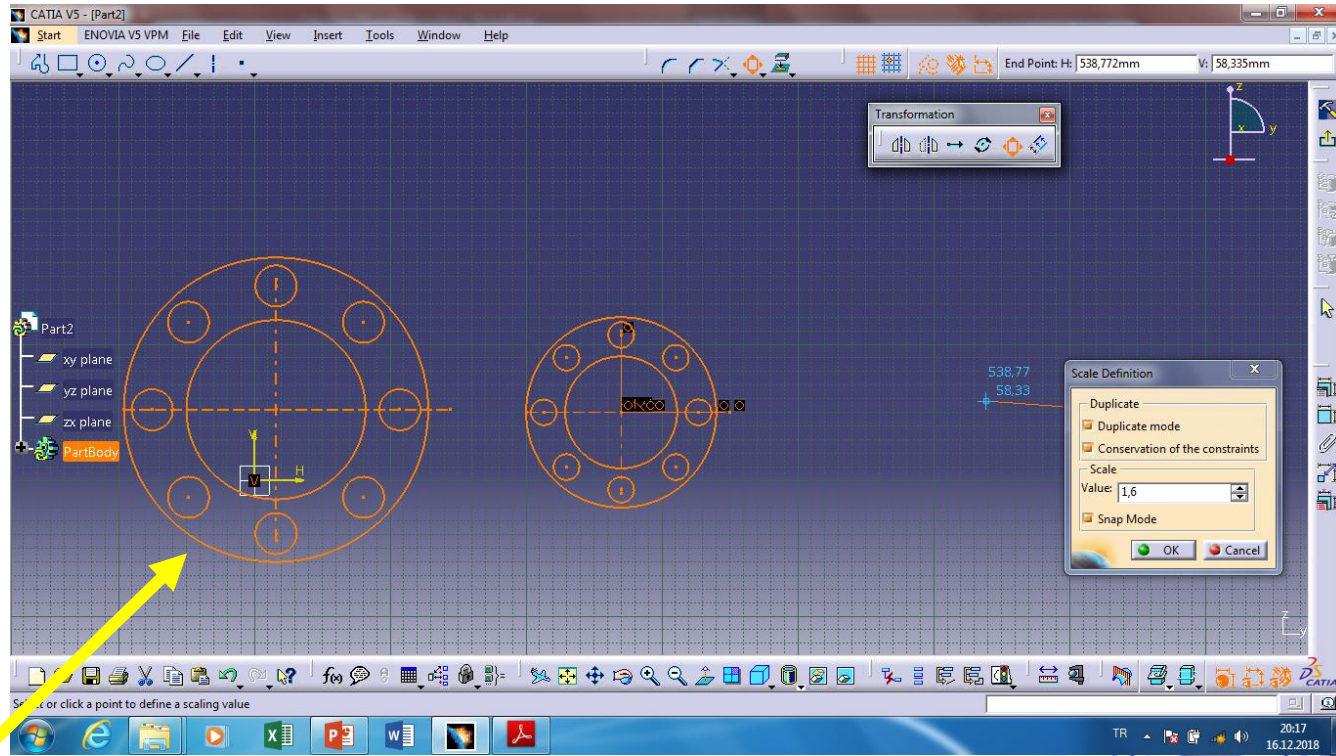 CATIA V5 - [Part2]
Start ENOVIA V5 VPM File Edit View Insert Tools Window Help
End Point: H: 538,772mm V: 58,335mm
Transformation
z
x
y
Part2
xy plane
yz plane
zx plane
PartBody
V
H
V
538,77
58,33
Scale Definition
Duplicate
Duplicate mode
Conservation of the constraints
Scale
Value: 1,6
Snap Mode
OK Cancel
z
y
f(x)
CATIA
or click a point to define a scaling value
TR
20:17
16.12.2018